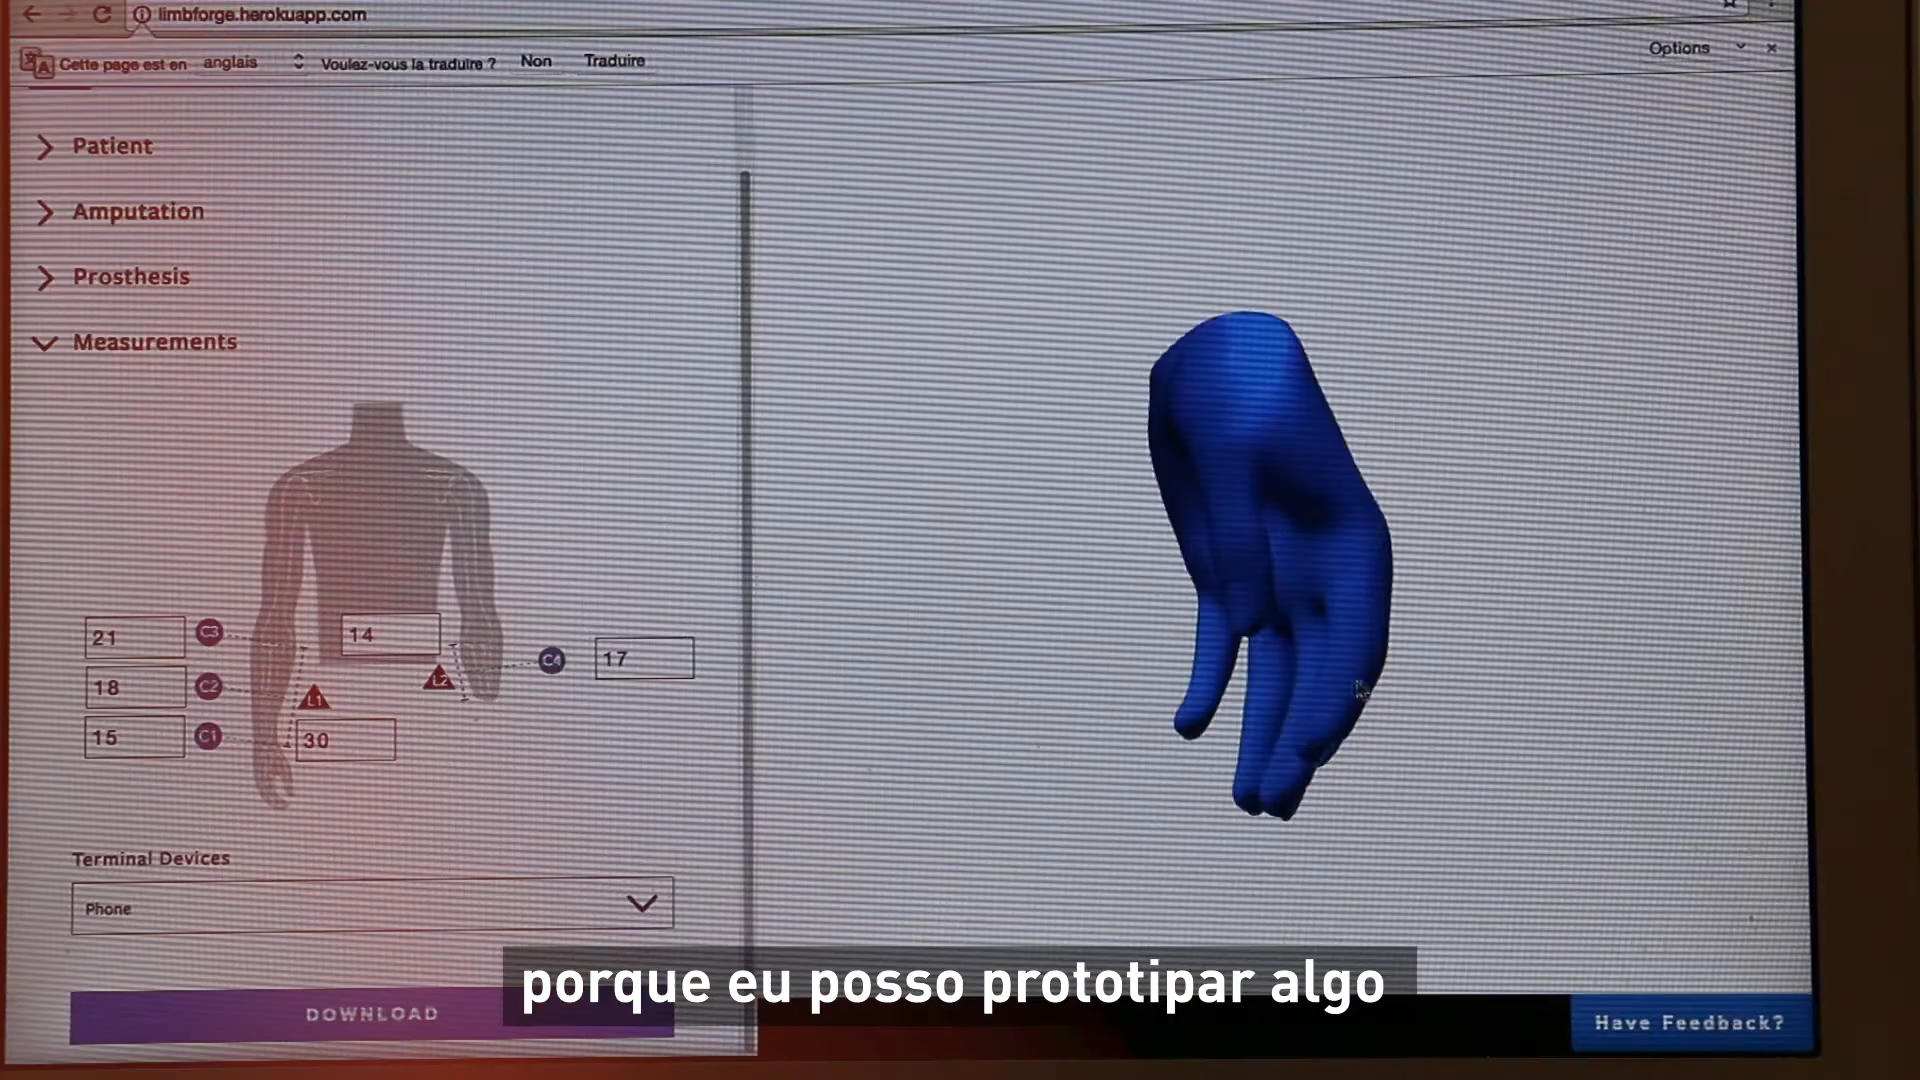 limbforge.herokuapp.com
Cette page est en anglais Voulez-vous la traduire ? Non Traduire Options
Patient
Amputation
Prosthesis
Measurements
21 C3 14
C4 17
18 C2 L1 L2
15 C1 30
Terminal Devices
Phone
porque eu posso prototipar algo
DOWNLOAD
Have Feedback?